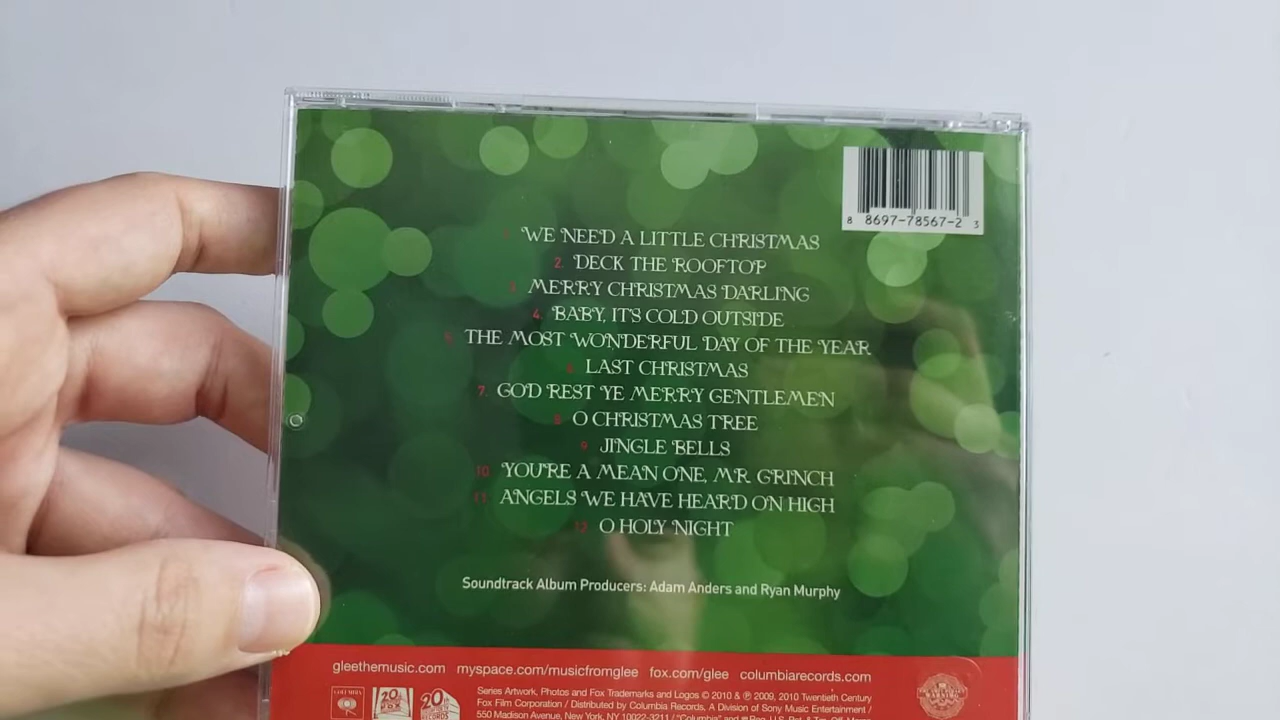 8 8697-78567-2 3
1. WE NEED A LITTLE CHRISTMAS
2. DECK THE ROOFTOP
3. MERRY CHRISTMAS DARLING
4. BABY, IT'S COLD OUTSIDE
5. THE MOST WONDERFUL DAY OF THE YEAR
6. LAST CHRISTMAS
7. GOD REST YE MERRY GENTLEMEN
8. O CHRISTMAS TREE
9. JINGLE BELLS
10. YOU'RE A MEAN ONE, MR. GRINCH
11. ANGELS WE HAVE HEARD ON HIGH
12. O HOLY NIGHT
Soundtrack Album Producers: Adam Anders and Ryan Murphy
gleethemusic.com myspace.com/musicfromglee fox.com/glee columbiarecords.com
COLUMBIA
Series Artwork, Photos and Fox Trademarks and Logos © 2010 & ℗ 2009, 2010 Twentieth Century
Fox Film Corporation / Distributed by Columbia Records, A Division of Sony Music Entertainment /
550 Madison Avenue, New York, NY 10022-3211 / "Columbia" and